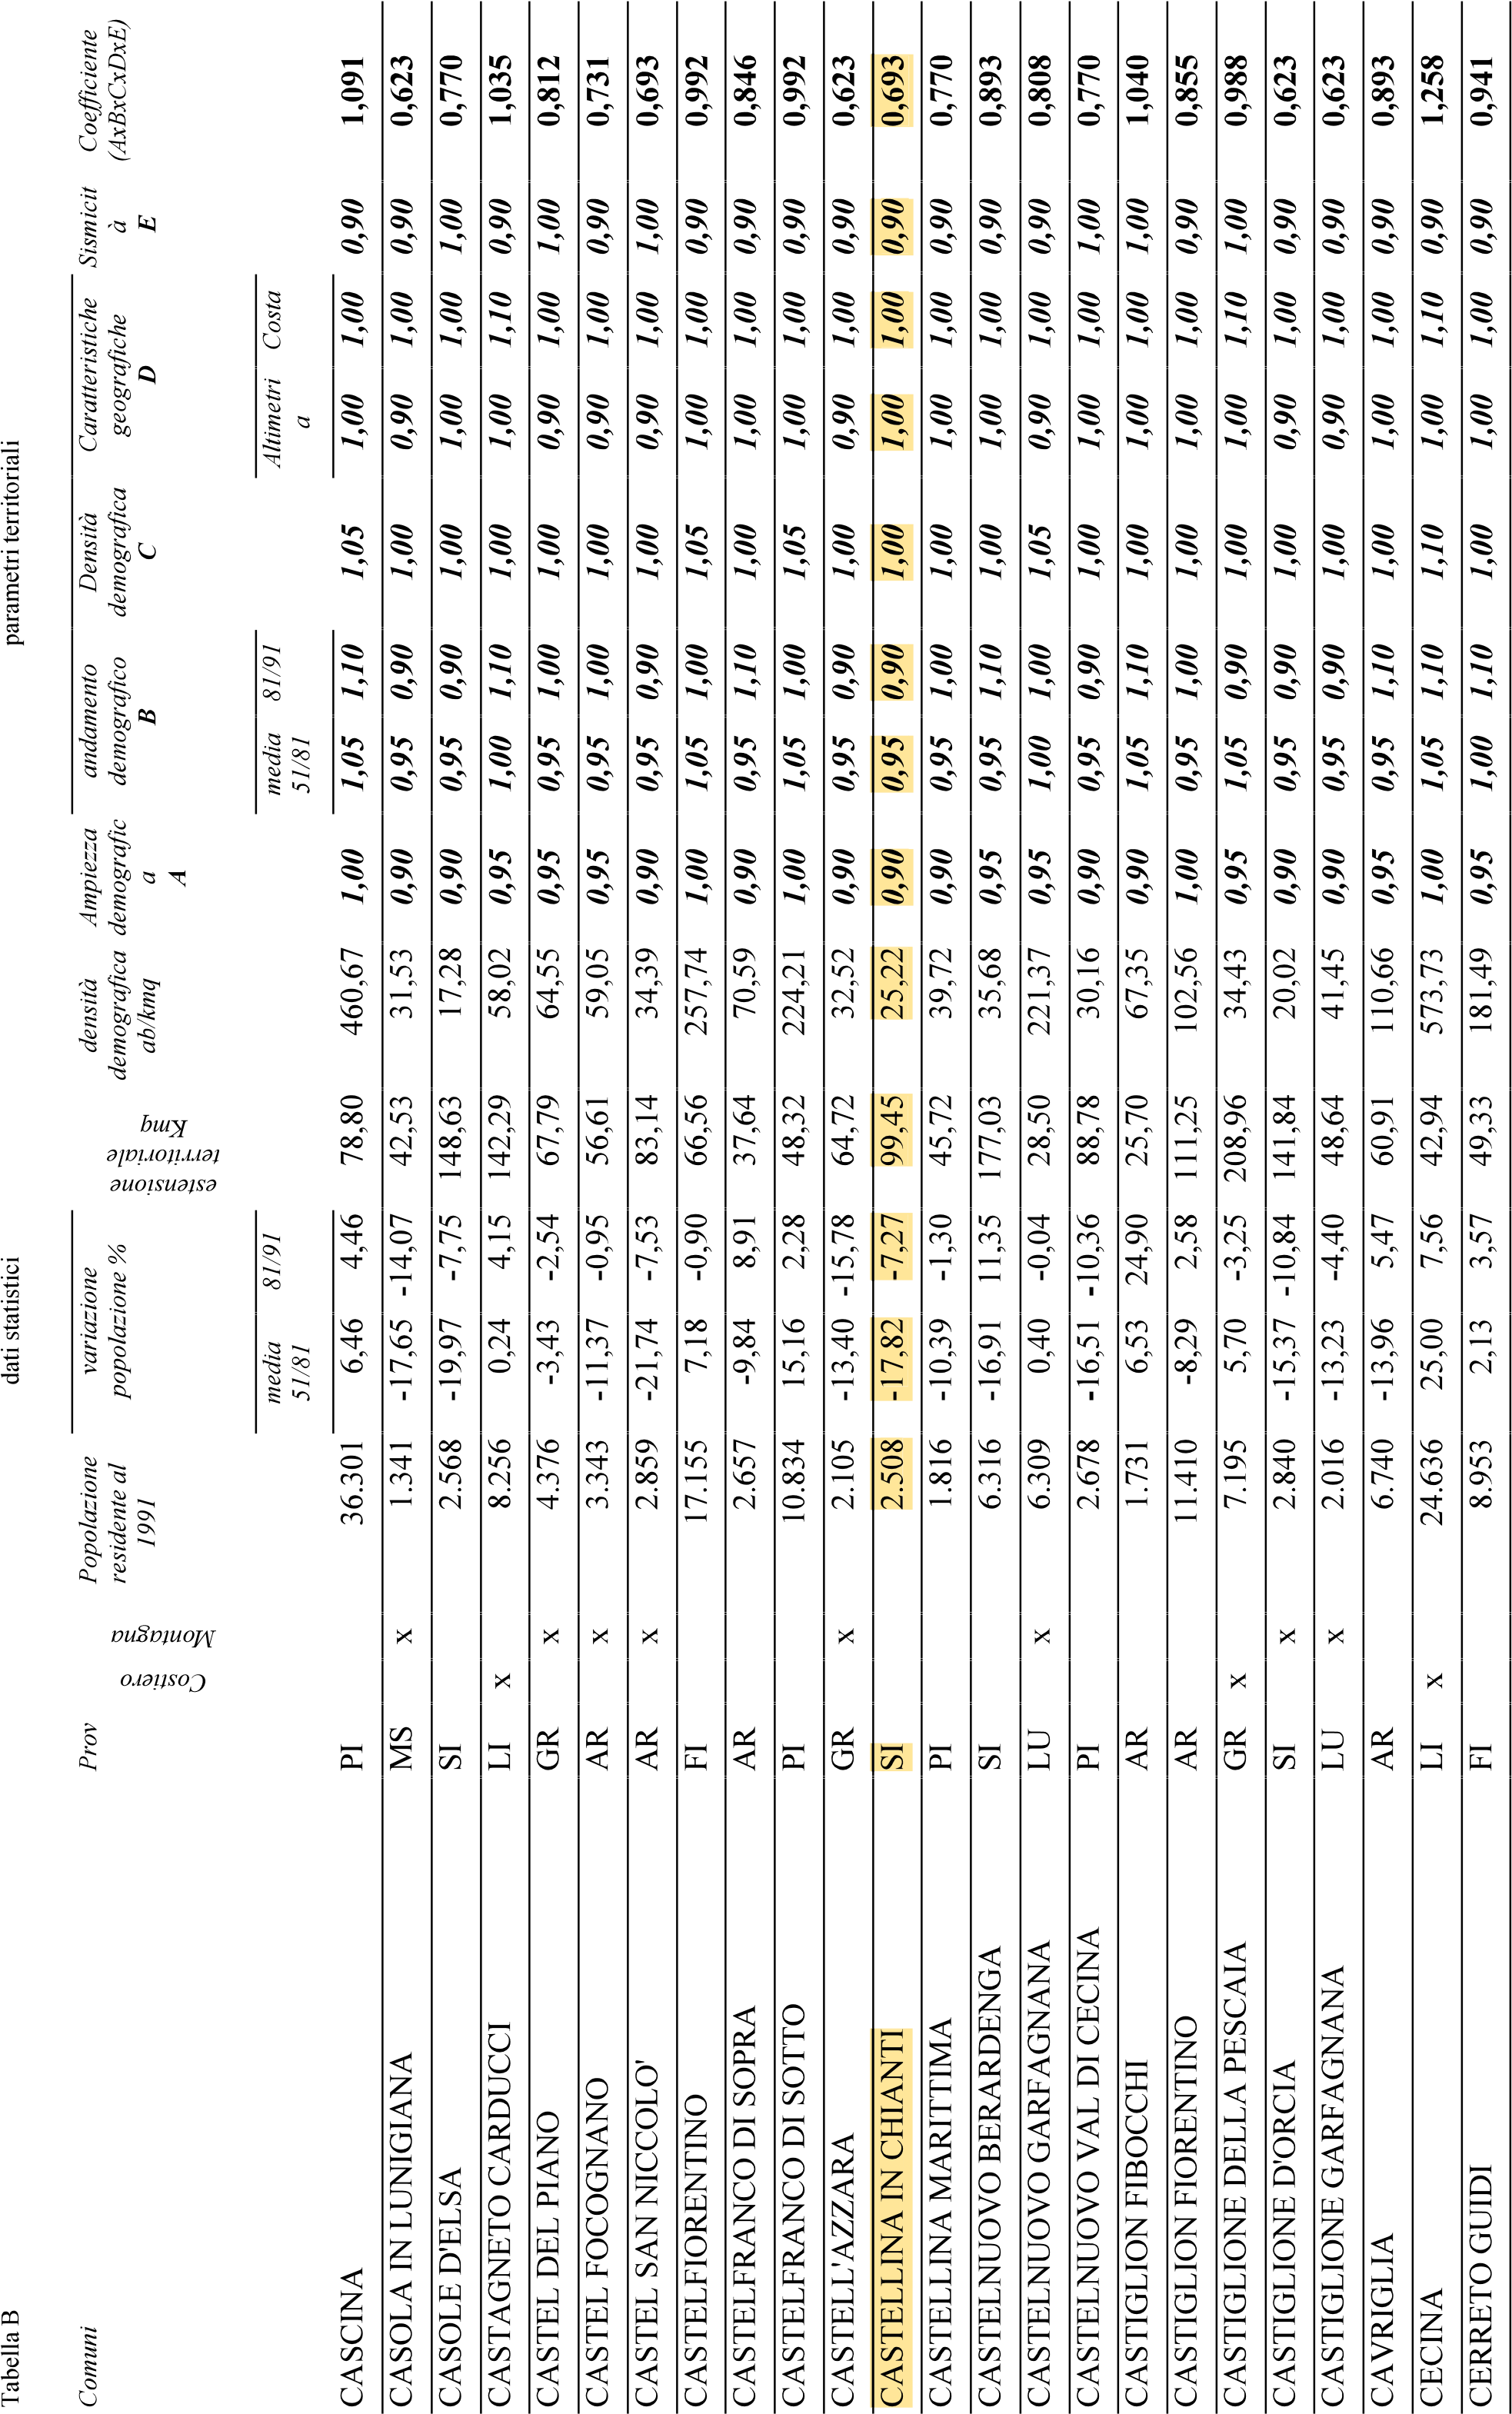 Tabella B dati statistici parametri territoriali
Comuni Prov Costiero Montagna Popolazione residente al 1991 variazione popolazione % estensione territoriale Kmq densità demografica ab/kmq Ampiezza demografic a A andamento demografico B Densità demografica C Caratteristiche geografiche D Sismicit à E Coefficiente (AxBxCxDxE)
media 51/81 81/91 media 51/81 81/91 Altimetri a Costa
CASCINA PI 36.301 6,46 4,46 78,80 460,67 1,00 1,05 1,10 1,05 1,00 1,00 0,90 1,091
CASOLA IN LUNIGIANA MS x 1.341 -17,65 -14,07 42,53 31,53 0,90 0,95 0,90 1,00 0,90 1,00 0,90 0,623
CASOLE D'ELSA SI 2.568 -19,97 -7,75 148,63 17,28 0,90 0,95 0,90 1,00 1,00 1,00 1,00 0,770
CASTAGNETO CARDUCCI LI x 8.256 0,24 4,15 142,29 58,02 0,95 1,00 1,10 1,00 1,00 1,10 0,90 1,035
CASTEL DEL PIANO GR x 4.376 -3,43 -2,54 67,79 64,55 0,95 0,95 1,00 1,00 0,90 1,00 1,00 0,812
CASTEL FOCOGNANO AR x 3.343 -11,37 -0,95 56,61 59,05 0,95 0,95 1,00 1,00 0,90 1,00 0,90 0,731
CASTEL SAN NICCOLO' AR x 2.859 -21,74 -7,53 83,14 34,39 0,90 0,95 0,90 1,00 0,90 1,00 1,00 0,693
CASTELFIORENTINO FI 17.155 7,18 -0,90 66,56 257,74 1,00 1,05 1,00 1,05 1,00 1,00 0,90 0,992
CASTELFRANCO DI SOPRA AR 2.657 -9,84 8,91 37,64 70,59 0,90 0,95 1,10 1,00 1,00 1,00 0,90 0,846
CASTELFRANCO DI SOTTO PI 10.834 15,16 2,28 48,32 224,21 1,00 1,05 1,00 1,05 1,00 1,00 0,90 0,992
CASTELL'AZZARA GR x 2.105 -13,40 -15,78 64,72 32,52 0,90 0,95 0,90 1,00 0,90 1,00 0,90 0,623
CASTELLINA IN CHIANTI SI 2.508 -17,82 -7,27 99,45 25,22 0,90 0,95 0,90 1,00 1,00 1,00 0,90 0,693
CASTELLINA MARITTIMA PI 1.816 -10,39 -1,30 45,72 39,72 0,90 0,95 1,00 1,00 1,00 1,00 0,90 0,770
CASTELNUOVO BERARDENGA SI 6.316 -16,91 11,35 177,03 35,68 0,95 0,95 1,10 1,00 1,00 1,00 0,90 0,893
CASTELNUOVO GARFAGNANA LU x 6.309 0,40 -0,04 28,50 221,37 0,95 1,00 1,00 1,05 0,90 1,00 0,90 0,808
CASTELNUOVO VAL DI CECINA PI 2.678 -16,51 -10,36 88,78 30,16 0,90 0,95 0,90 1,00 1,00 1,00 1,00 0,770
CASTIGLION FIBOCCHI AR 1.731 6,53 24,90 25,70 67,35 0,90 1,05 1,10 1,00 1,00 1,00 1,00 1,040
CASTIGLION FIORENTINO AR 11.410 -8,29 2,58 111,25 102,56 1,00 0,95 1,00 1,00 1,00 1,00 0,90 0,855
CASTIGLIONE DELLA PESCAIA GR x 7.195 5,70 -3,25 208,96 34,43 0,95 1,05 0,90 1,00 1,00 1,10 1,00 0,988
CASTIGLIONE D'ORCIA SI x 2.840 -15,37 -10,84 141,84 20,02 0,90 0,95 0,90 1,00 0,90 1,00 0,90 0,623
CASTIGLIONE GARFAGNANA LU x 2.016 -13,23 -4,40 48,64 41,45 0,90 0,95 0,90 1,00 0,90 1,00 0,90 0,623
CAVRIGLIA AR 6.740 -13,96 5,47 60,91 110,66 0,95 0,95 1,10 1,00 1,00 1,00 0,90 0,893
CECINA LI x 24.636 25,00 7,56 42,94 573,73 1,00 1,05 1,10 1,10 1,00 1,10 0,90 1,258
CERRETO GUIDI FI 8.953 2,13 3,57 49,33 181,49 0,95 1,00 1,10 1,00 1,00 1,00 0,90 0,941